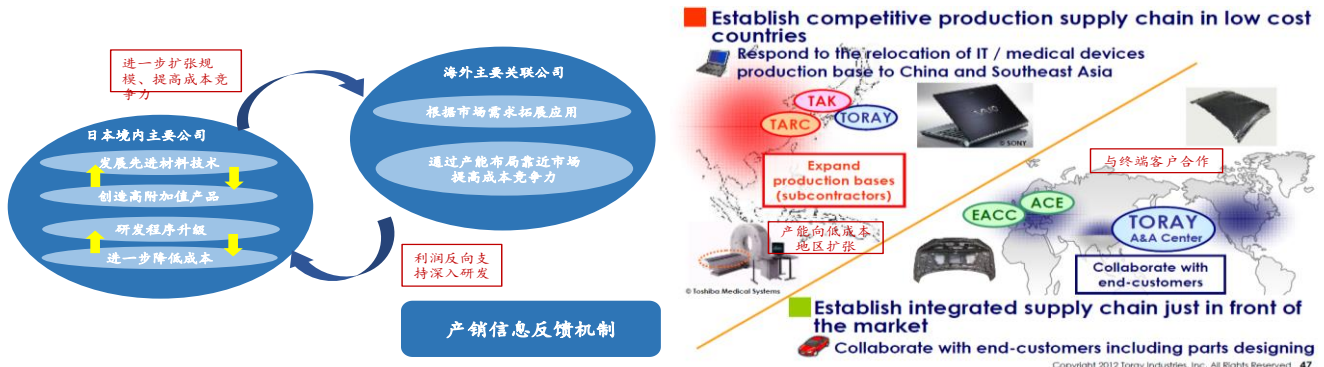 进一步扩张规
模、提高成本竞
争力
日本境内主要公司
发展先进材料技术
创造高附加值产品
研发程序升级
进一步降低成本
海外主要关联公司
根据市场需求拓展应用
通过产能布局靠近市场
提高成本竞争力
利润反向支
持深入研发
产销信息反馈机制
Establish competitive production supply chain in low cost
countries
Respond to the relocation of IT / medical devices
production base to China and Southeast Asia
TAK
TARC
TORAY
VAIO
© SONY
Expand
production bases
(subcontractors)
产能向低成本
地区扩张
© Toshiba Medical Systems
与终端客户合作
EACC
ACE
TORAY
A&A Center
Collaborate with
end-customers
Establish integrated supply chain just in front of
the market
Collaborate with end-customers including parts designing
Copyright 2012 Toray Industries, Inc. All Rights Reserved 47